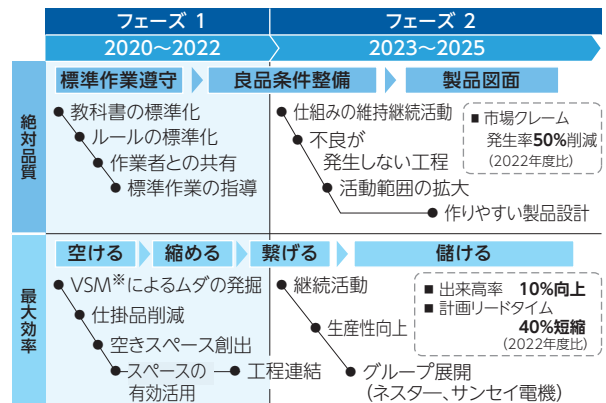 フェーズ 1
フェーズ 2
2020～2022
2023～2025
絶対品質
標準作業遵守
良品条件整備
製品図面
教科書の標準化
ルールの標準化
作業者との共有
標準作業の指導
仕組みの維持継続活動
不良が
発生しない工程
活動範囲の拡大
作りやすい製品設計
■ 市場クレーム
発生率50%削減
(2022年度比)
最大効率
空ける
縮める
繋げる
儲ける
VSM※によるムダの発掘
仕掛品削減
空きスペース創出
スペースの
有効活用
工程連結
継続活動
生産性向上
グループ展開
(ネスター、サンセイ電機)
■ 出来高率 10%向上
■ 計画リードタイム
40%短縮
(2022年度比)